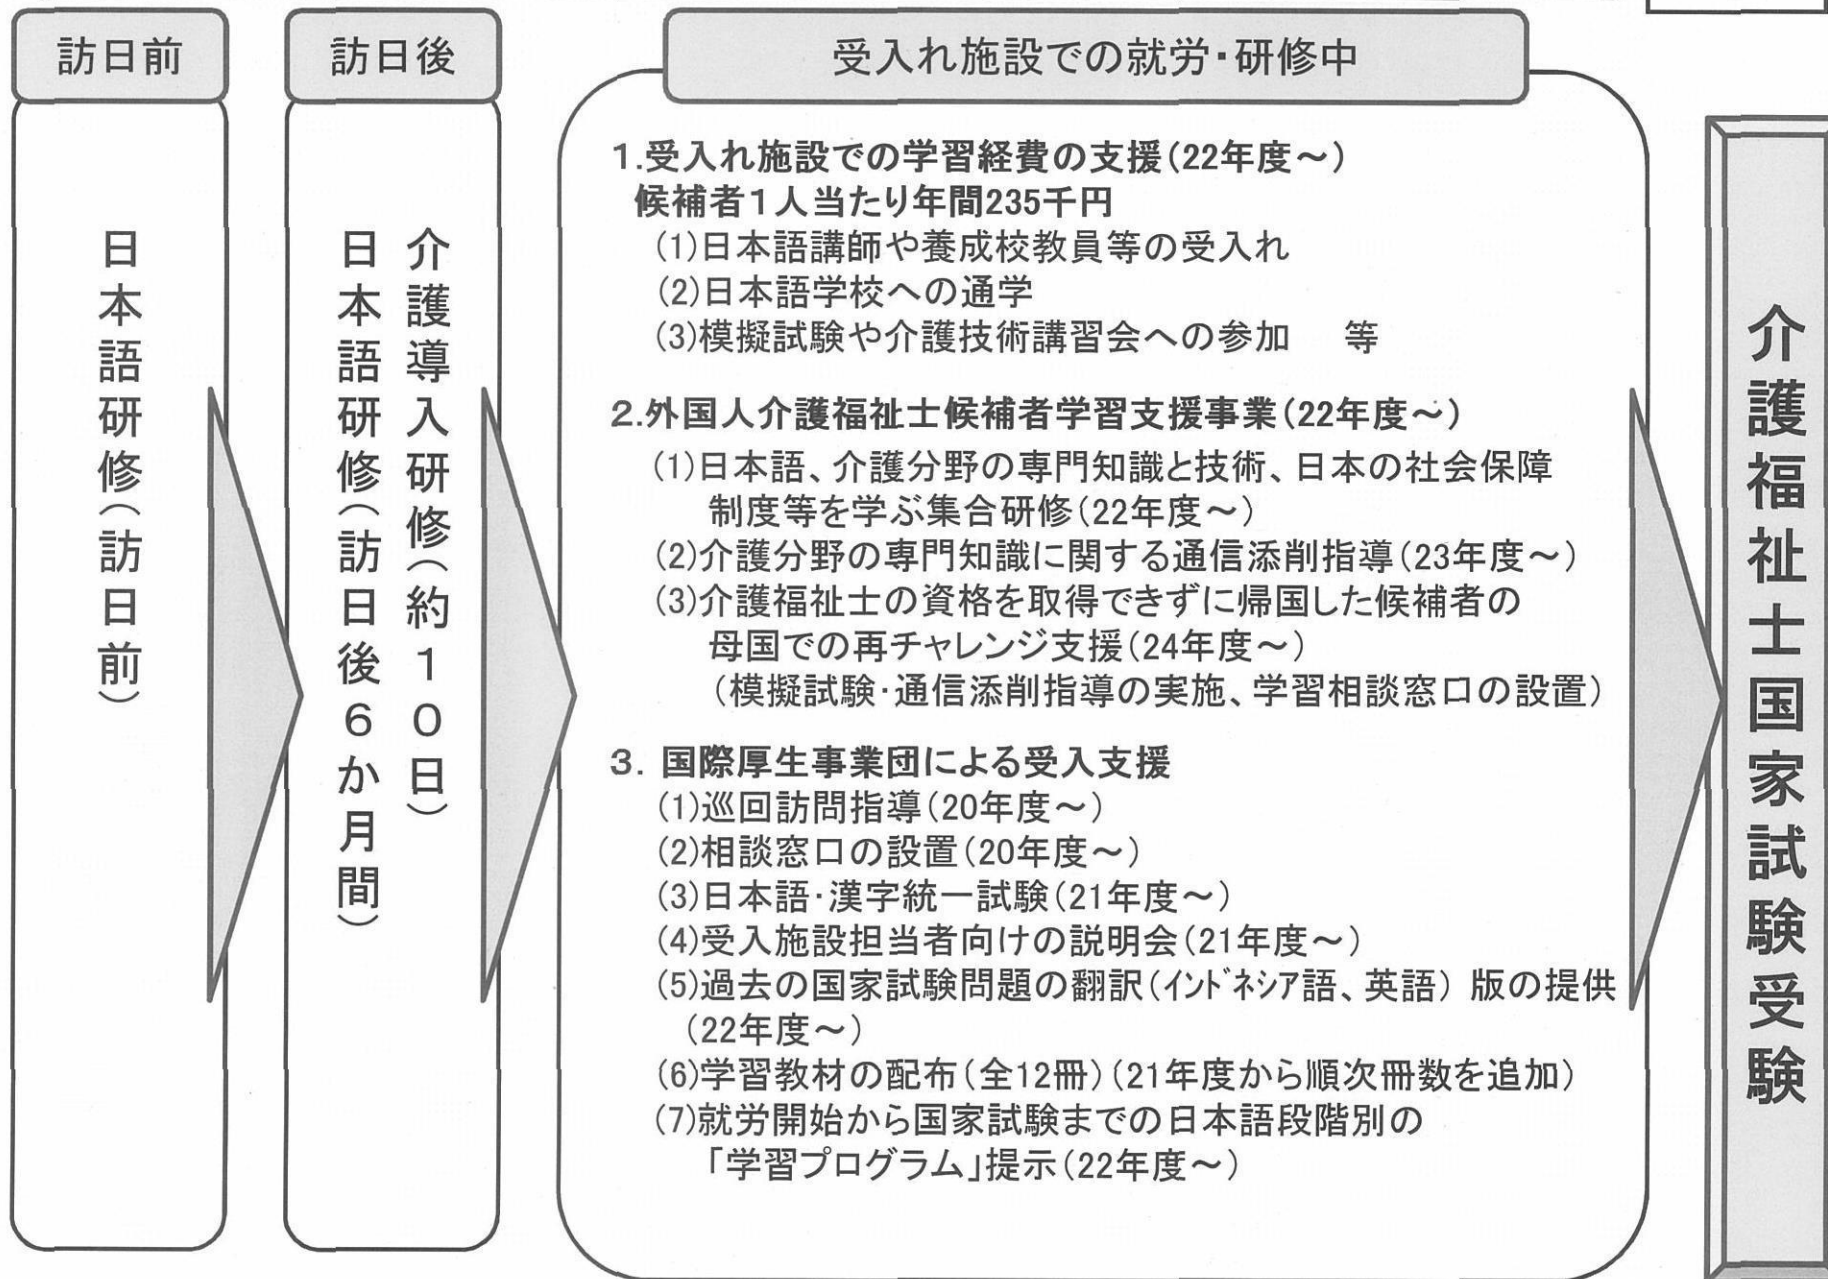 訪日前
日本語研修（訪日前）
訪日後
介護導入研修（約１０日）
日本語研修（訪日後６か月間）
受入れ施設での就労・研修中
1.受入れ施設での学習経費の支援（22年度～）
候補者１人当たり年間235千円
(1)日本語講師や養成校教員等の受入れ
(2)日本語学校への通学
(3)模擬試験や介護技術講習会への参加　等
2.外国人介護福祉士候補者学習支援事業（22年度～）
(1)日本語、介護分野の専門知識と技術、日本の社会保障
制度等を学ぶ集合研修（22年度～）
(2)介護分野の専門知識に関する通信添削指導（23年度～）
(3)介護福祉士の資格を取得できずに帰国した候補者の
母国での再チャレンジ支援（24年度～）
（模擬試験・通信添削指導の実施、学習相談窓口の設置）
3. 国際厚生事業団による受入支援
(1)巡回訪問指導（20年度～）
(2)相談窓口の設置（20年度～）
(3)日本語・漢字統一試験（21年度～）
(4)受入施設担当者向けの説明会（21年度～）
(5)過去の国家試験問題の翻訳（ｲﾝﾄﾞﾈｼｱ語、英語）版の提供
（22年度～）
(6)学習教材の配布（全12冊）（21年度から順次冊数を追加）
(7)就労開始から国家試験までの日本語段階別の
「学習プログラム」提示（22年度～）
介護福祉士国家試験受験